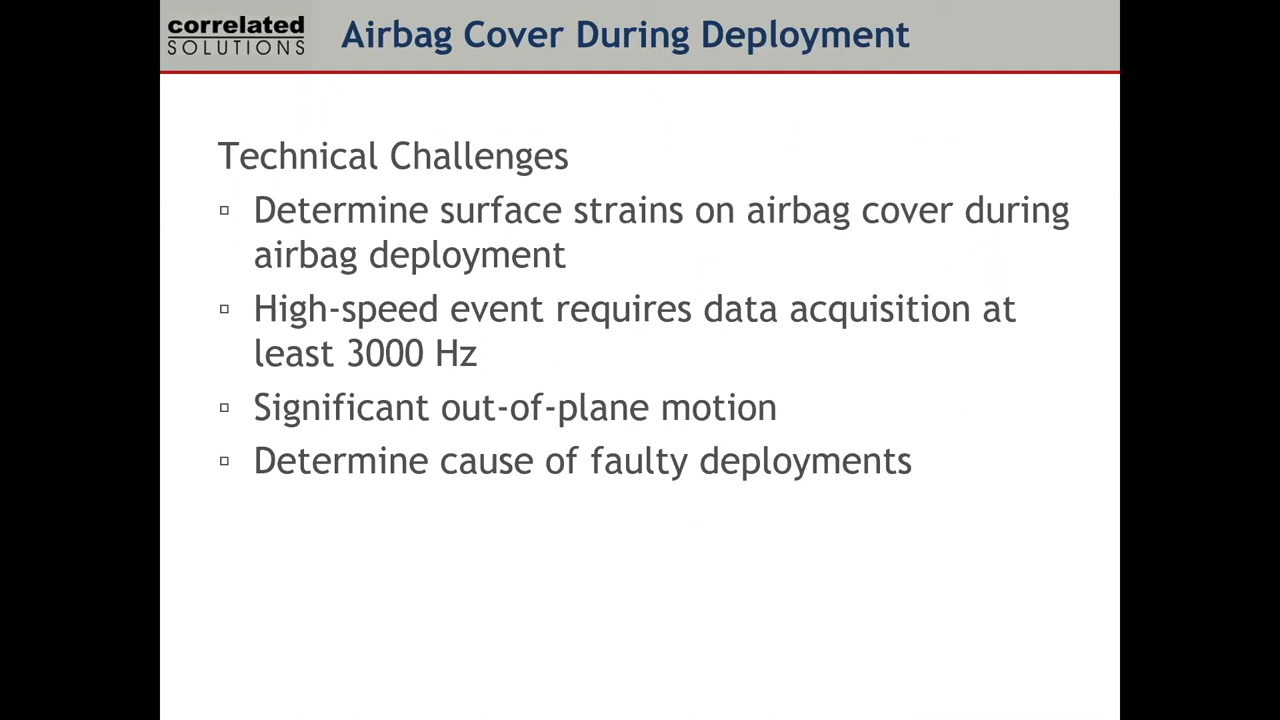 correlated
SOLUTIONS
Airbag Cover During Deployment
Technical Challenges
▫ Determine surface strains on airbag cover during
airbag deployment
▫ High-speed event requires data acquisition at
least 3000 Hz
▫ Significant out-of-plane motion
▫ Determine cause of faulty deployments